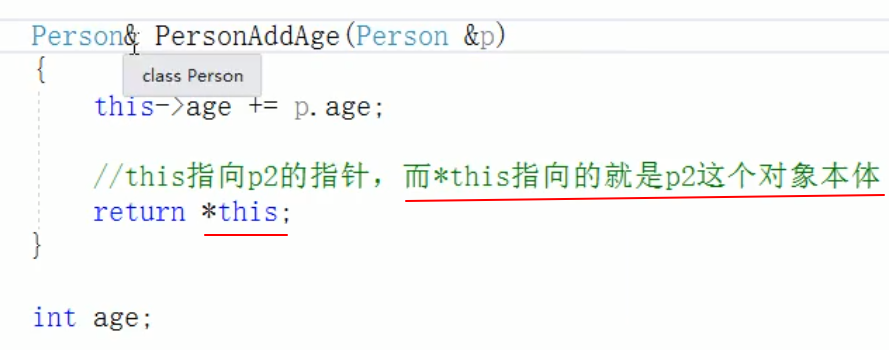 Person& PersonAddAge(Person &p)
{
class Person
this->age += p.age;
//this指向p2的指针，而*this指向的就是p2这个对象本体
return *this;
}
int age;